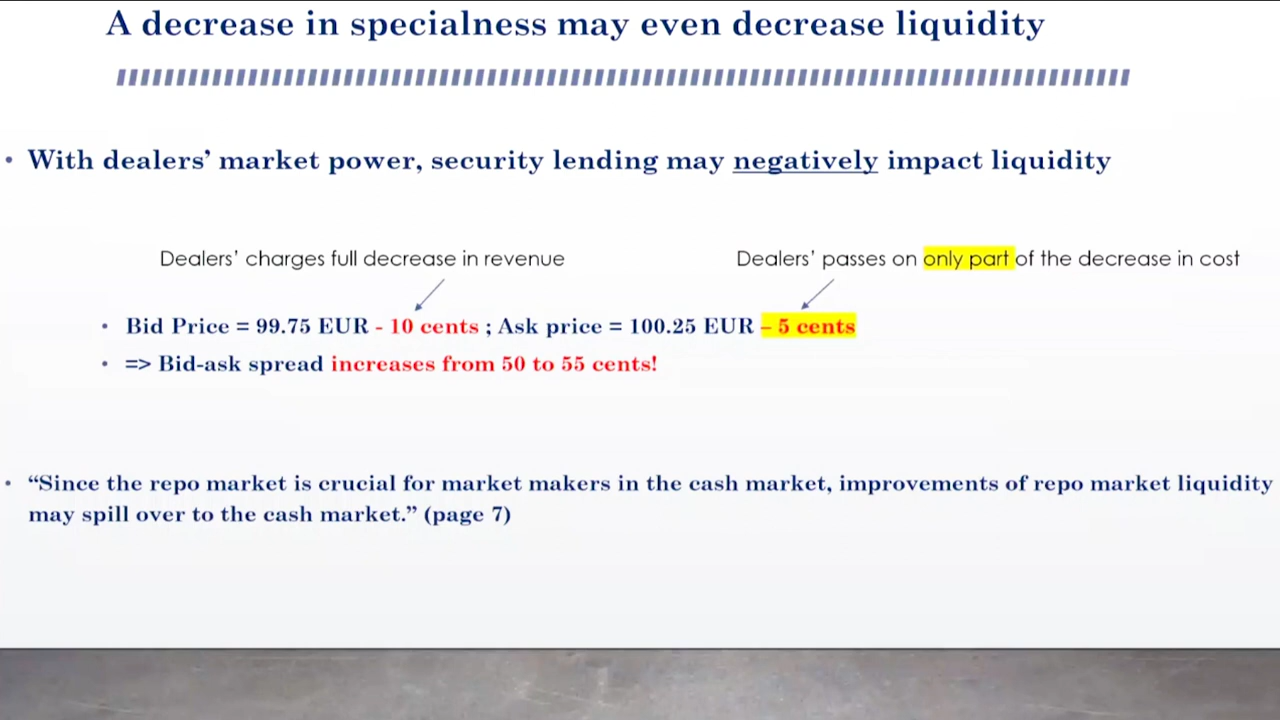 A decrease in specialness may even decrease liquidity
• With dealers’ market power, security lending may negatively impact liquidity
Dealers’ charges full decrease in revenue
Dealers’ passes on only part of the decrease in cost
• Bid Price = 99.75 EUR - 10 cents ; Ask price = 100.25 EUR – 5 cents
• => Bid-ask spread increases from 50 to 55 cents!
• “Since the repo market is crucial for market makers in the cash market, improvements of repo market liquidity
may spill over to the cash market.” (page 7)